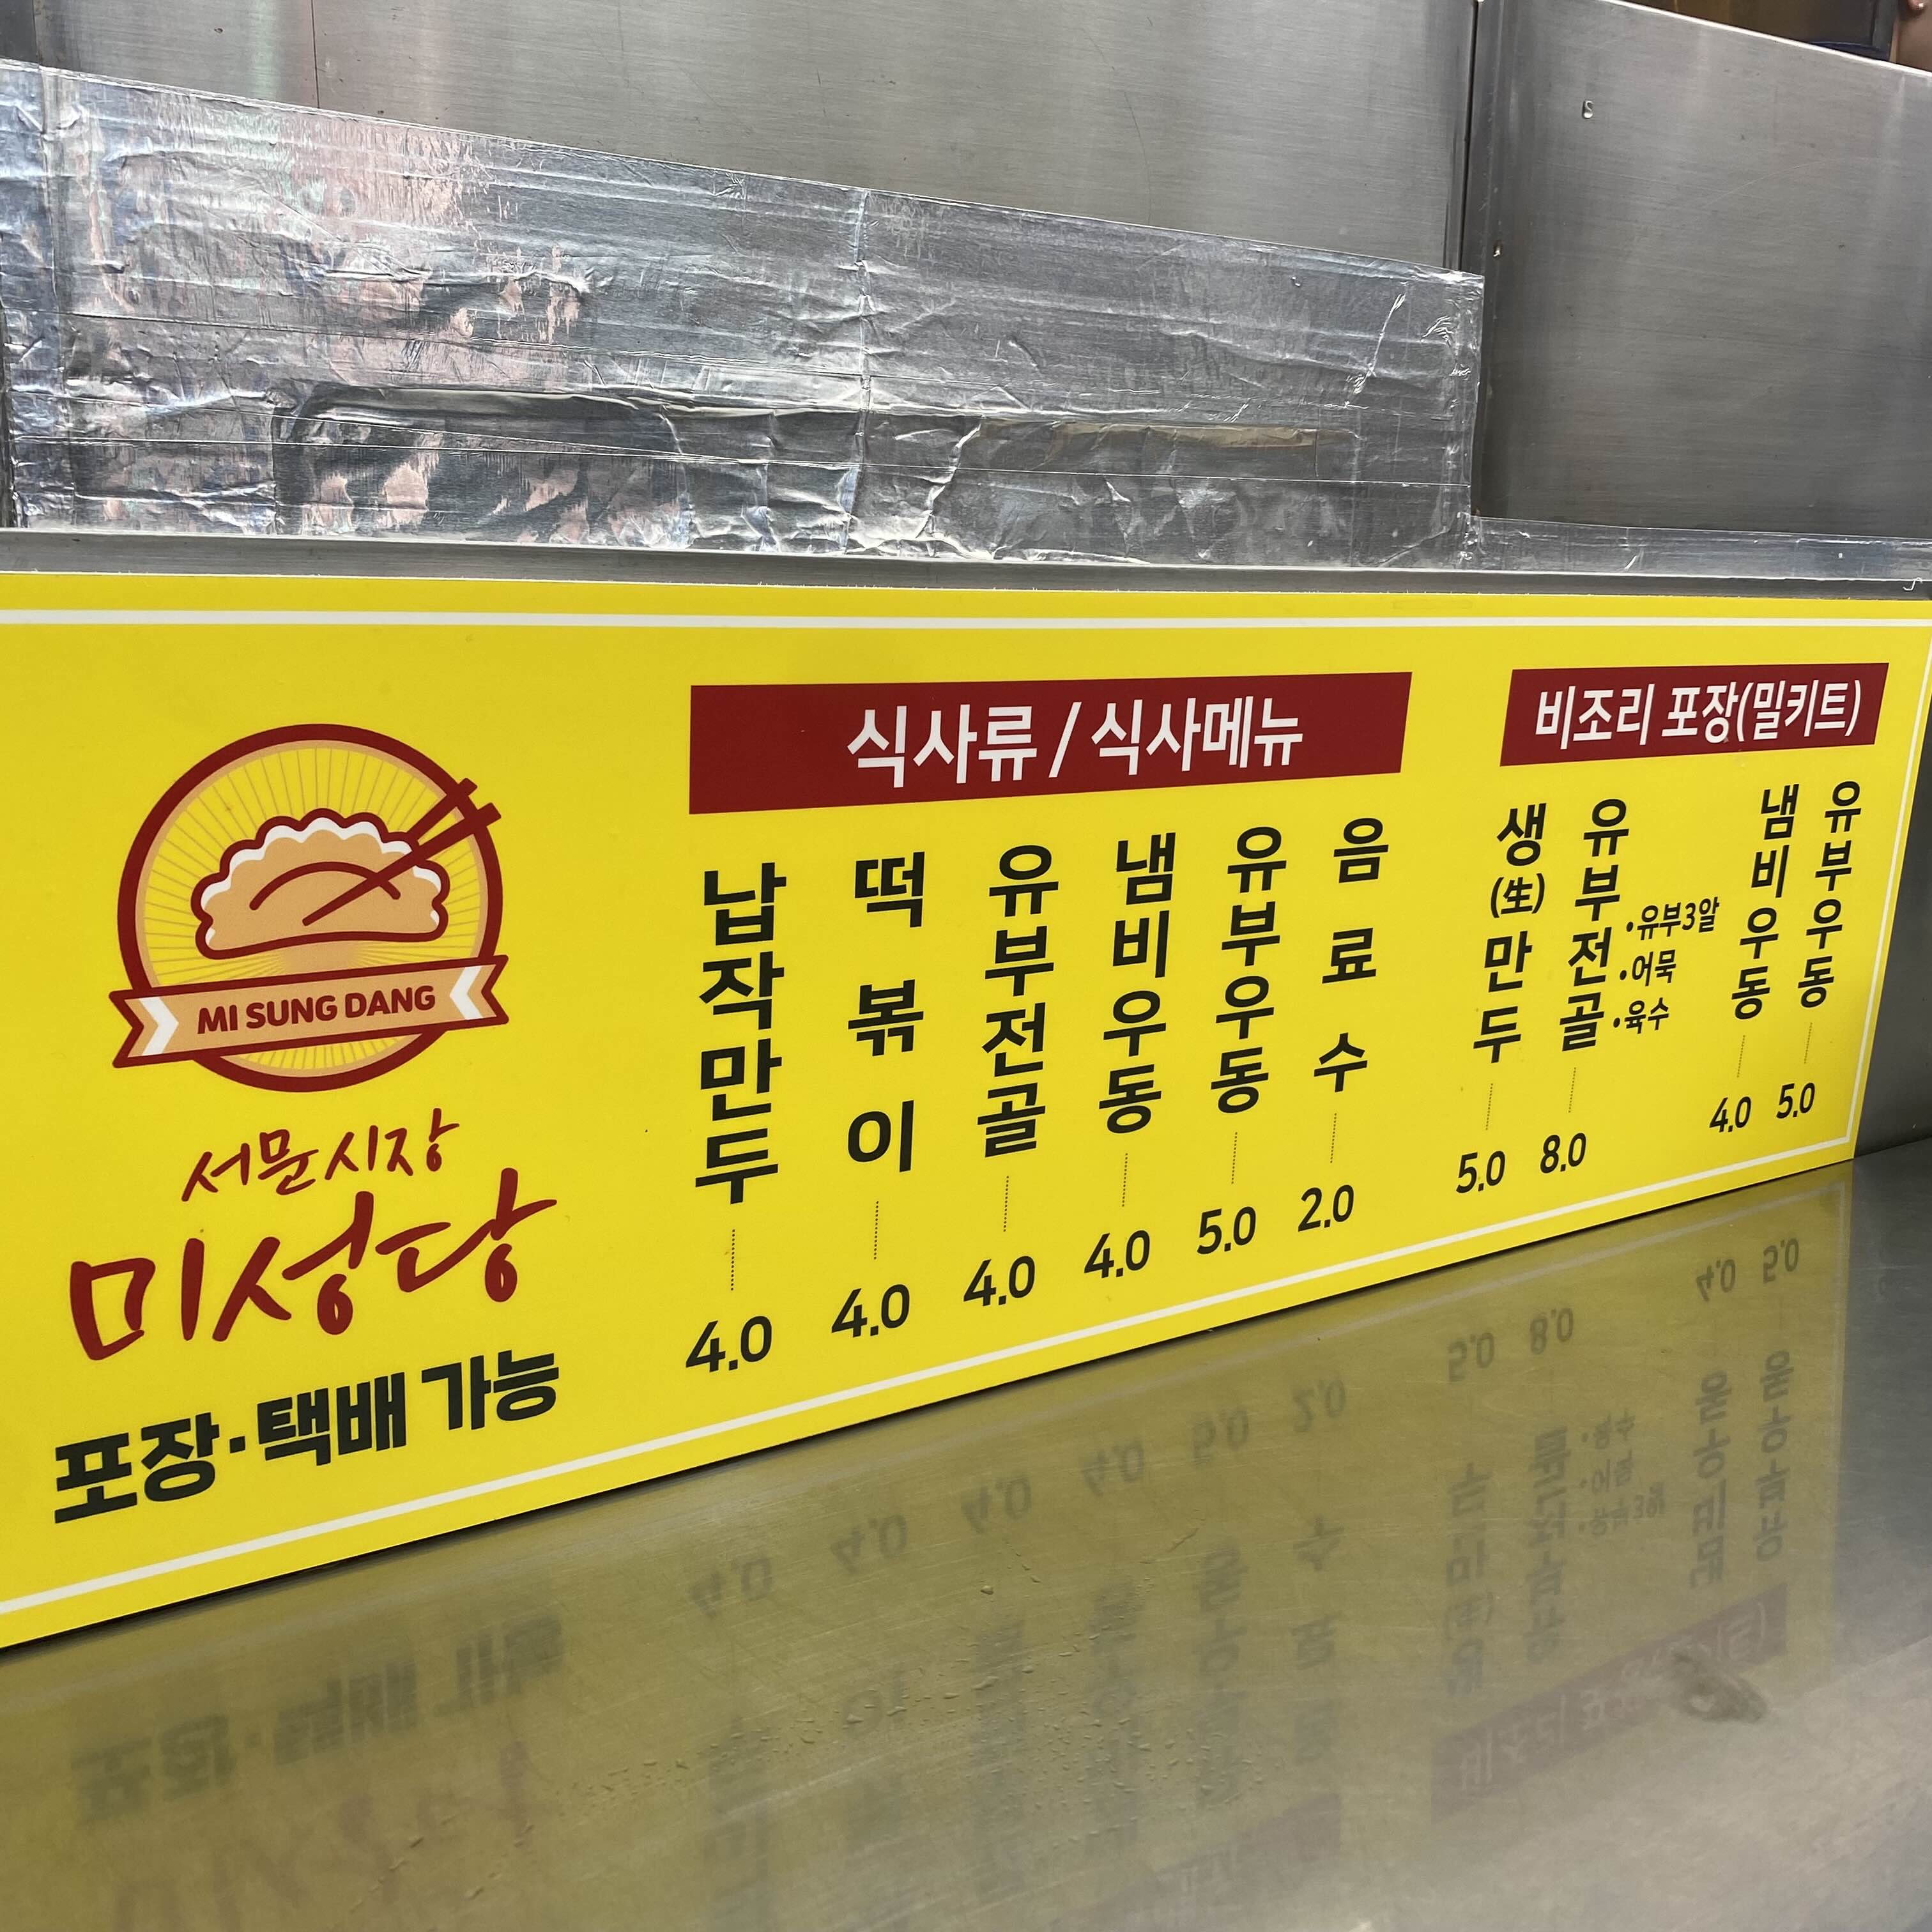 MI SUNG DANG
서문시장
미성당
포장·택배 가능
식사류 / 식사메뉴
납작만두 4.0
떡볶이 4.0
유부전골 4.0
냄비우동 4.0
유부우동 5.0
음료수 2.0
비조리 포장(밀키트)
생(生)만두 5.0
유부전골 8.0
•유부3알
•어묵
•육수
냄비우동 4.0
유부우동 5.0